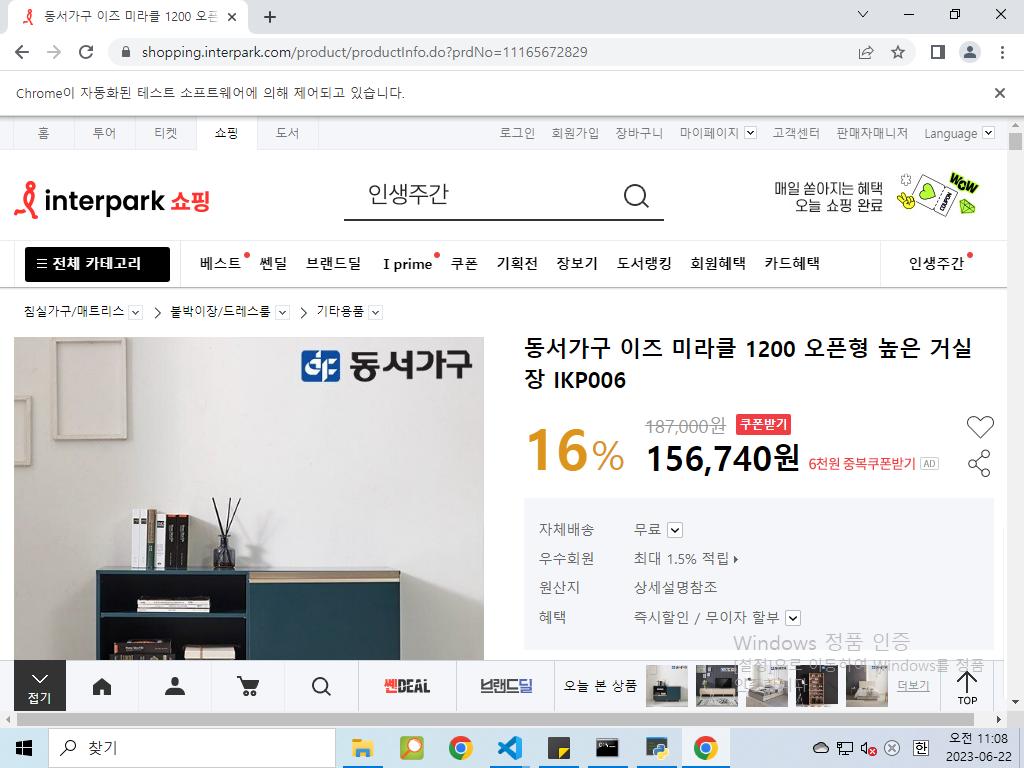 동서가구 이즈 미라클 1200 오픈
shopping.interpark.com/product/productInfo.do?prdNo=11165672829
Chrome이 자동화된 테스트 소프트웨어에 의해 제어되고 있습니다.
홈 투어 티켓 쇼핑 도서 로그인 회원가입 장바구니 마이페이지 고객센터 판매자매니저 Language
interpark 쇼핑
인생주간
매일 쏟아지는 혜택
오늘 쇼핑 완료
WOW
COUPON
전체 카테고리 베스트 쎈딜 브랜드딜 I prime 쿠폰 기획전 장보기 도서랭킹 회원혜택 카드혜택 인생주간
침실가구/매트리스 > 붙박이장/드레스룸 > 기타용품
동서가구
동서가구 이즈 미라클 1200 오픈형 높은 거실
장 IKP006
16%
187,000원 쿠폰받기
156,740원 6천원 중복쿠폰받기 AD
자체배송 무료
우수회원 최대 1.5% 적립
원산지 상세설명참조
혜택 즉시할인 / 무이자 할부
Windows 정품 인증
[설정]으로 이동하여 Windows를 정품
접기
쎈DEAL
브랜드딜
오늘 본 상품
더보기
TOP
찾기
한
오전 11:08
2023-06-22